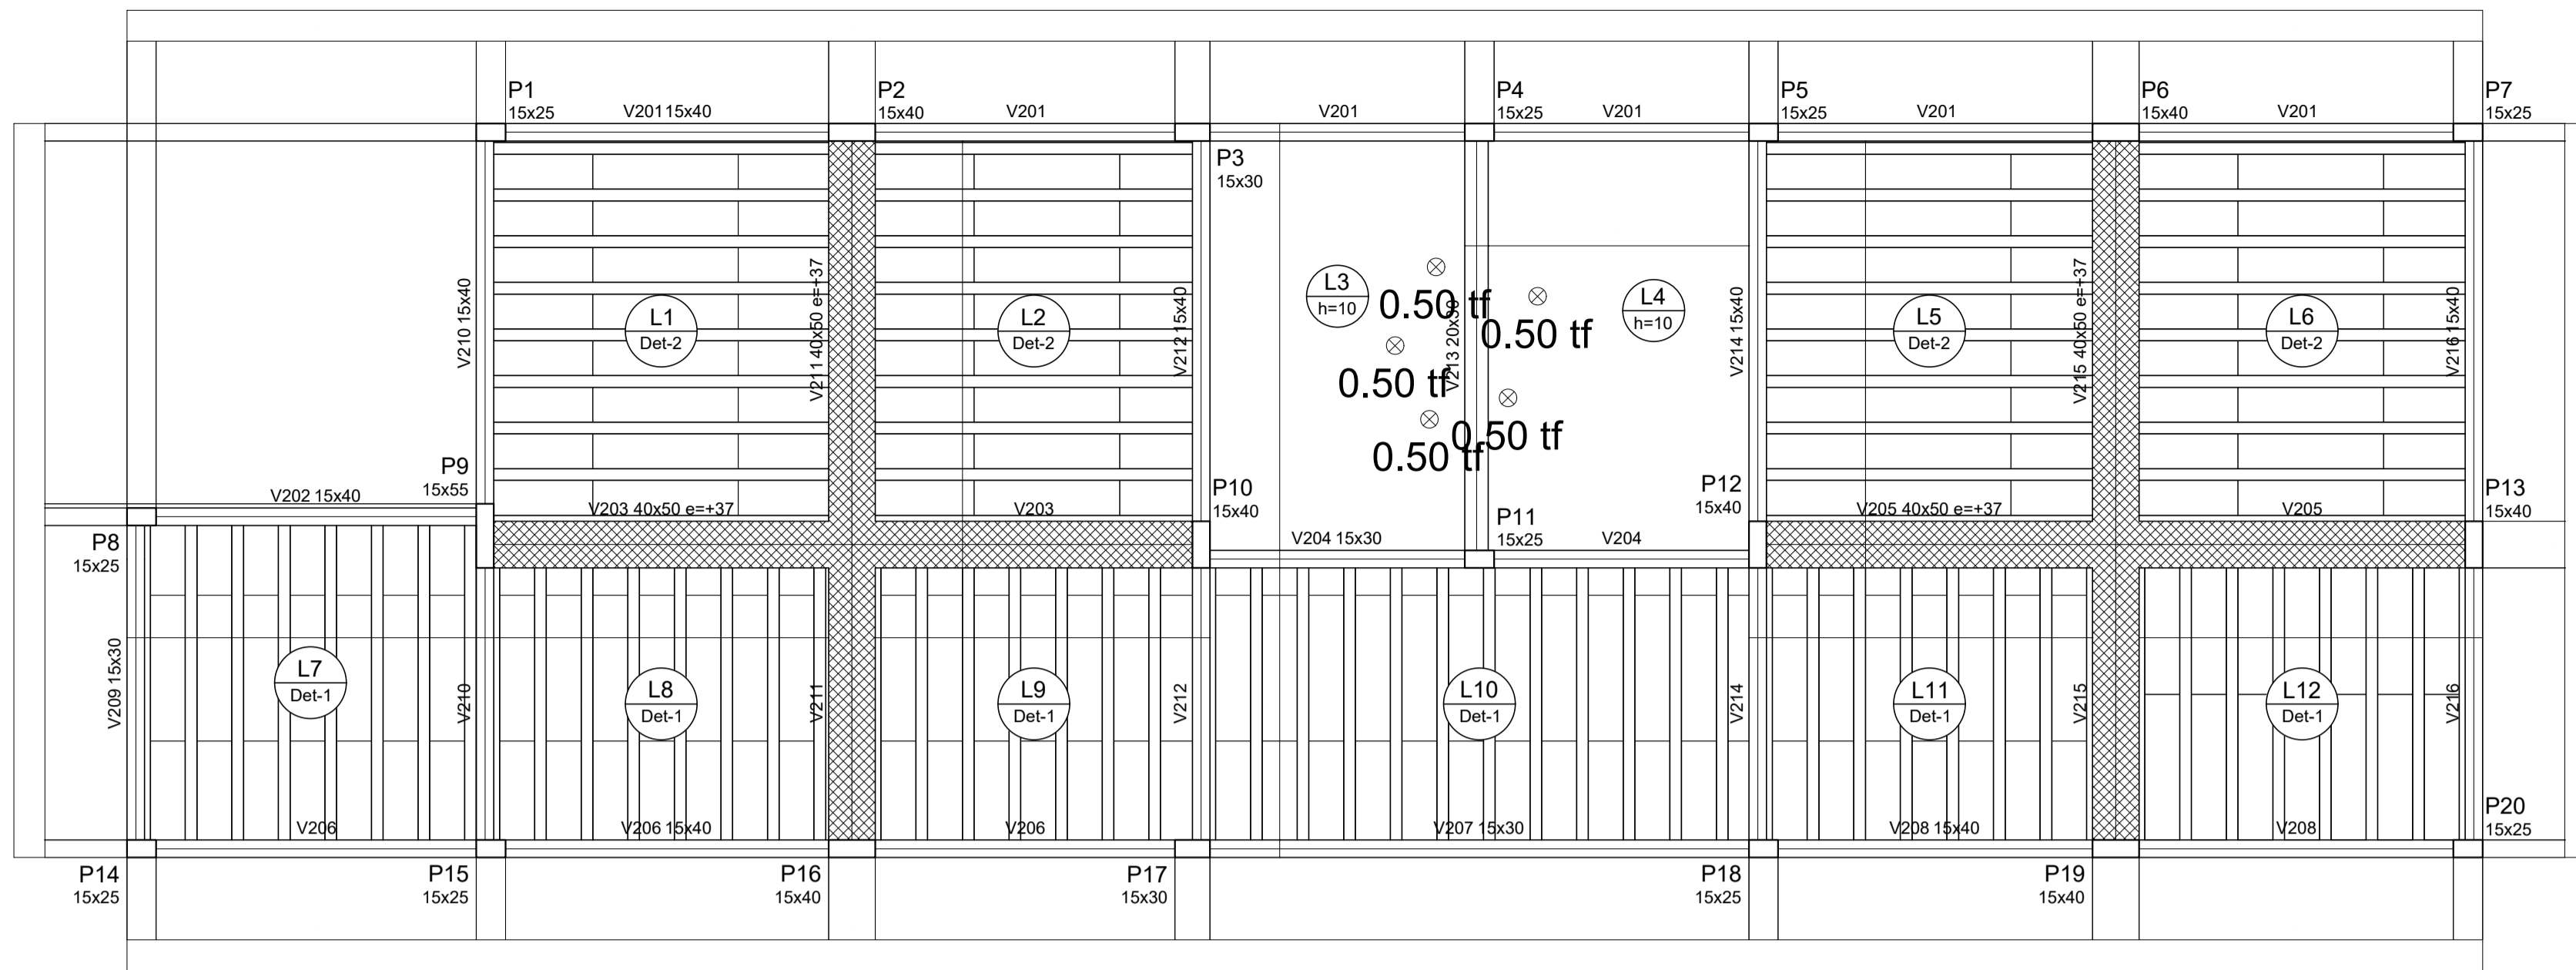 P1
15x25
V201 15x40
P2
15x40
V201
V201
P4
15x25
V201
P5
15x25
V201
P6
15x40
V201
P7
15x25
P3
15x30
V210 15x40
L1
Det-2
V211 40x50 e=+37
L2
Det-2
V212 15x40
L3
h=10
0.50 tf
V213 20x30
0.50 tf
0.50 tf
0.50 tf
0.50 tf
L4
h=10
V214 15x40
L5
Det-2
V215 40x50 e=+37
L6
Det-2
V216 15x40
P9
15x55
V202 15x40
V203 40x50 e=+37
V203
P10
15x40
V204 15x30
P11
15x25
V204
P12
15x40
V205 40x50 e=+37
V205
P13
15x40
P8
15x25
V209 15x30
L7
Det-1
V210
L8
Det-1
V211
L9
Det-1
V212
L10
Det-1
V214
L11
Det-1
V215
L12
Det-1
V216
V206
V206 15x40
V206
V207 15x30
V208 15x40
V208
P20
15x25
P14
15x25
P15
15x25
P16
15x40
P17
15x30
P18
15x25
P19
15x40